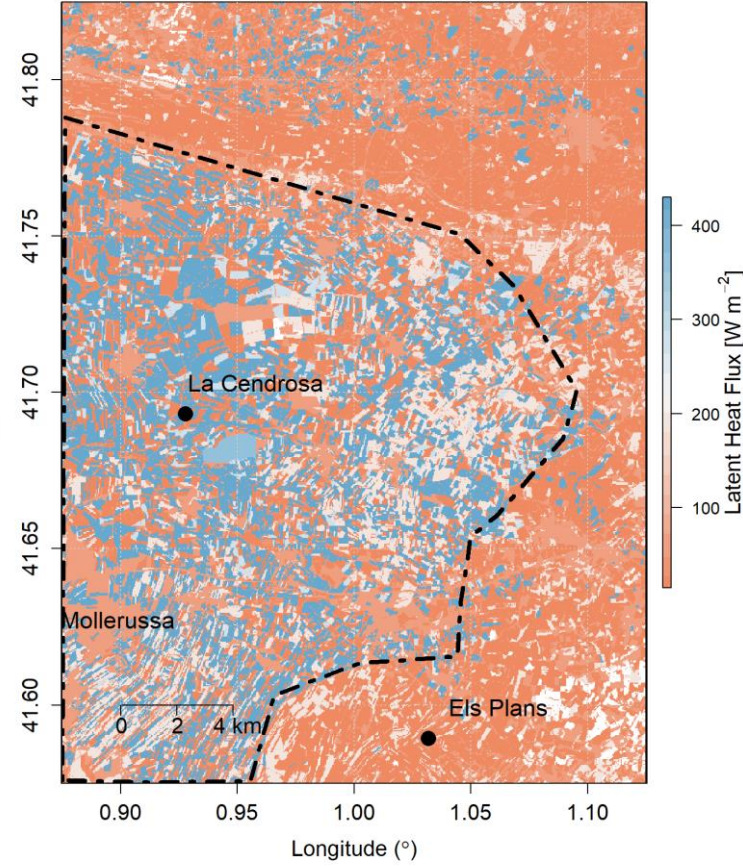 41.80
41.75
41.70
41.65
41.60
La Cendrosa
Mollerussa
Els Plans
0 2 4 km
0.90 0.95 1.00 1.05 1.10
Longitude (°)
400
300
200
100
Latent Heat Flux [W m⁻²]